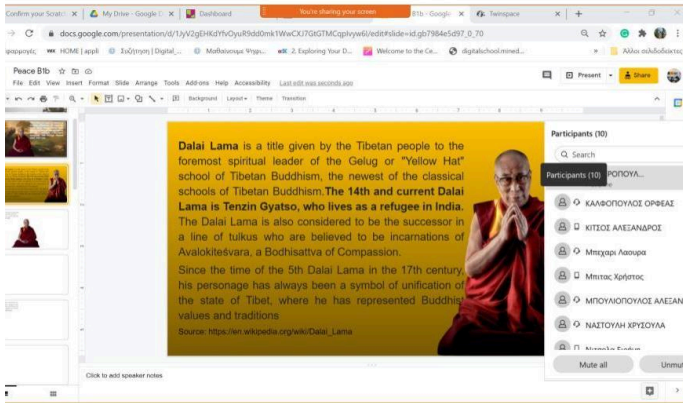 Confirm your Scratch
My Drive - Google D
Dashboard
You're sharing your screen
B1b - Google
Twinspace
docs.google.com/presentation/d/1JyV2gEHKdYfvOyuR9dd0mk1WwCXJ7GtGTMCqpIvyw6I/edit#slide=id.gb7984e5d97_0_70
HOME | appli
Συζήτηση | Digital_...
Μαθαίνουμε Ψηφι...
2. Exploring Your D...
Welcome to the Ce...
digitalschool.mined...
Άλλοι σελιδοδείκτες
Peace B1b
File Edit View Insert Format Slide Arrange Tools Add-ons Help Accessibility Last edit was seconds ago
Present
Share
Background Layout Theme Transition
Dalai Lama is a title given by the Tibetan people to the
foremost spiritual leader of the Gelug or "Yellow Hat"
school of Tibetan Buddhism, the newest of the classical
schools of Tibetan Buddhism.The 14th and current Dalai
Lama is Tenzin Gyatso, who lives as a refugee in India.
The Dalai Lama is also considered to be the successor in
a line of tulkus who are believed to be incarnations of
Avalokiteśvara, a Bodhisattva of Compassion.
Since the time of the 5th Dalai Lama in the 17th century,
his personage has always been a symbol of unification of
the state of Tibet, where he has represented Buddhist
values and traditions
Source: https://en.wikipedia.org/wiki/Dalai_Lama
Click to add speaker notes
Participants (10)
Search
Participants (10)
ΡΟΠΟΥΛ...
ΚΑΛΦΟΠΟΥΛΟΣ ΟΡΦΕΑΣ
ΚΙΤΣΟΣ ΑΛΕΞΑΝΔΡΟΣ
Μπεχαρι Λαουρα
Μπιτας Χρήστος
ΜΠΟΥΛΙΟΠΟΥΛΟΣ ΑΛΕΞΑΝ
ΝΑΣΤΟΥΛΗ ΧΡΥΣΟΥΛΑ
Mute all
Unmu